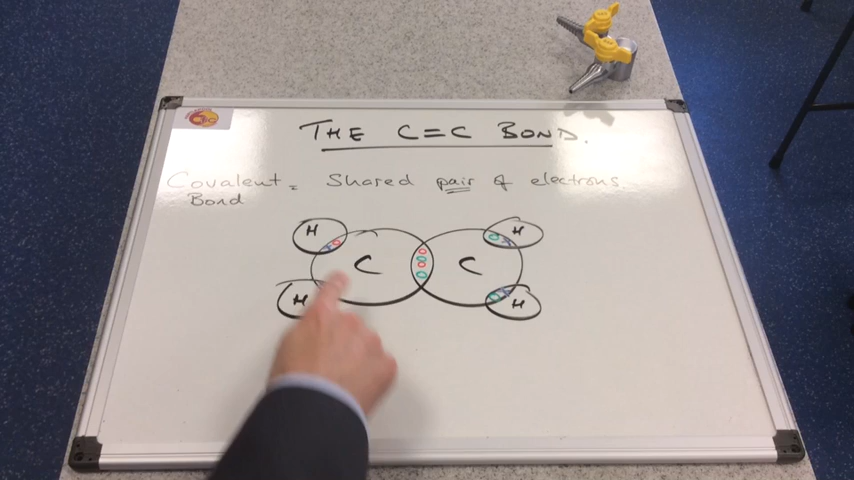 THE C=C BOND.
Covalent = Shared pair of electrons
Bond
H H
C C
H H